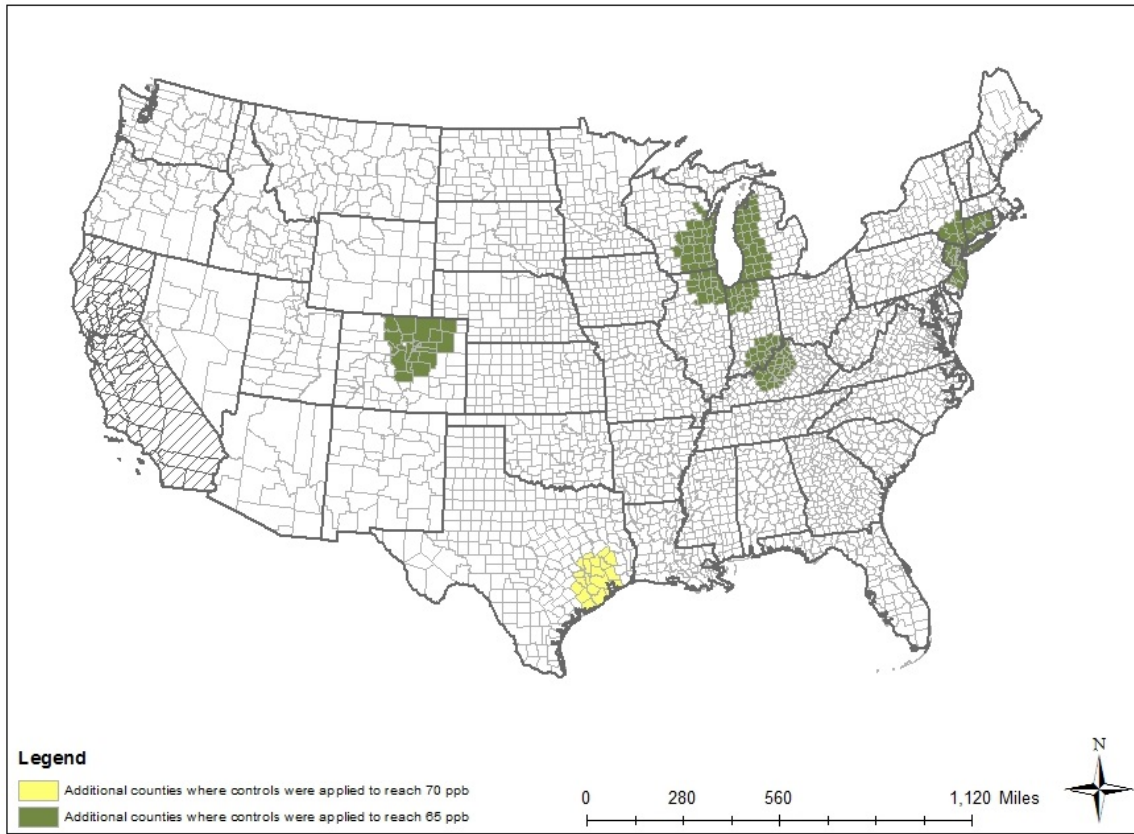 Legend
Additional counties where controls were applied to reach 70 ppb
Additional counties where controls were applied to reach 65 ppb
0 280 560 1,120 Miles
N